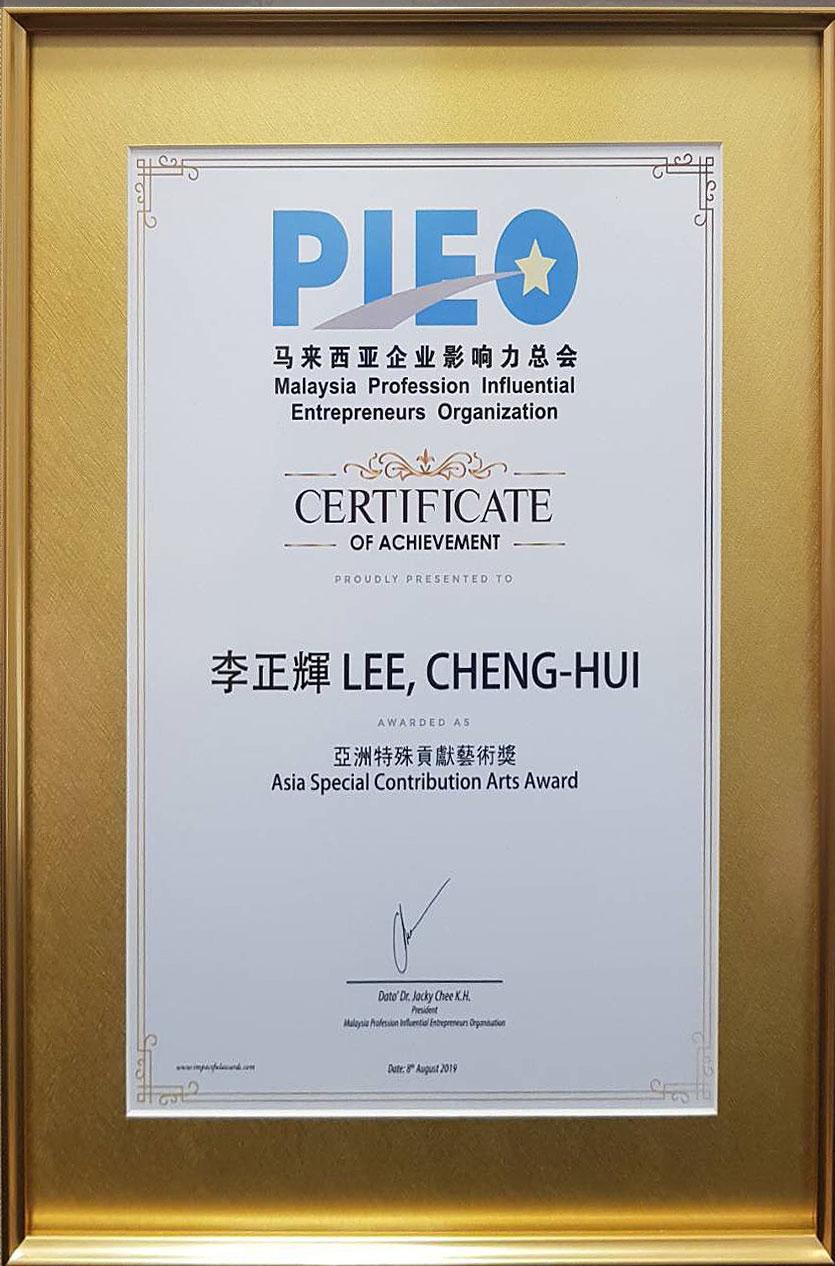 PIEO
马来西亚企业影响力总会
Malaysia Profession Influential
Entrepreneurs Organization
CERTIFICATE
OF ACHIEVEMENT
PROUDLY PRESENTED TO
李正輝 LEE, CHENG-HUI
AWARDED AS
亞洲特殊貢獻藝術獎
Asia Special Contribution Arts Award
Dato' Dr. Jacky Chee K.H.
President
Malaysia Profession Influential Entrepreneurs Organisation
www.impactfulawards.com
Date: 8th August 2019